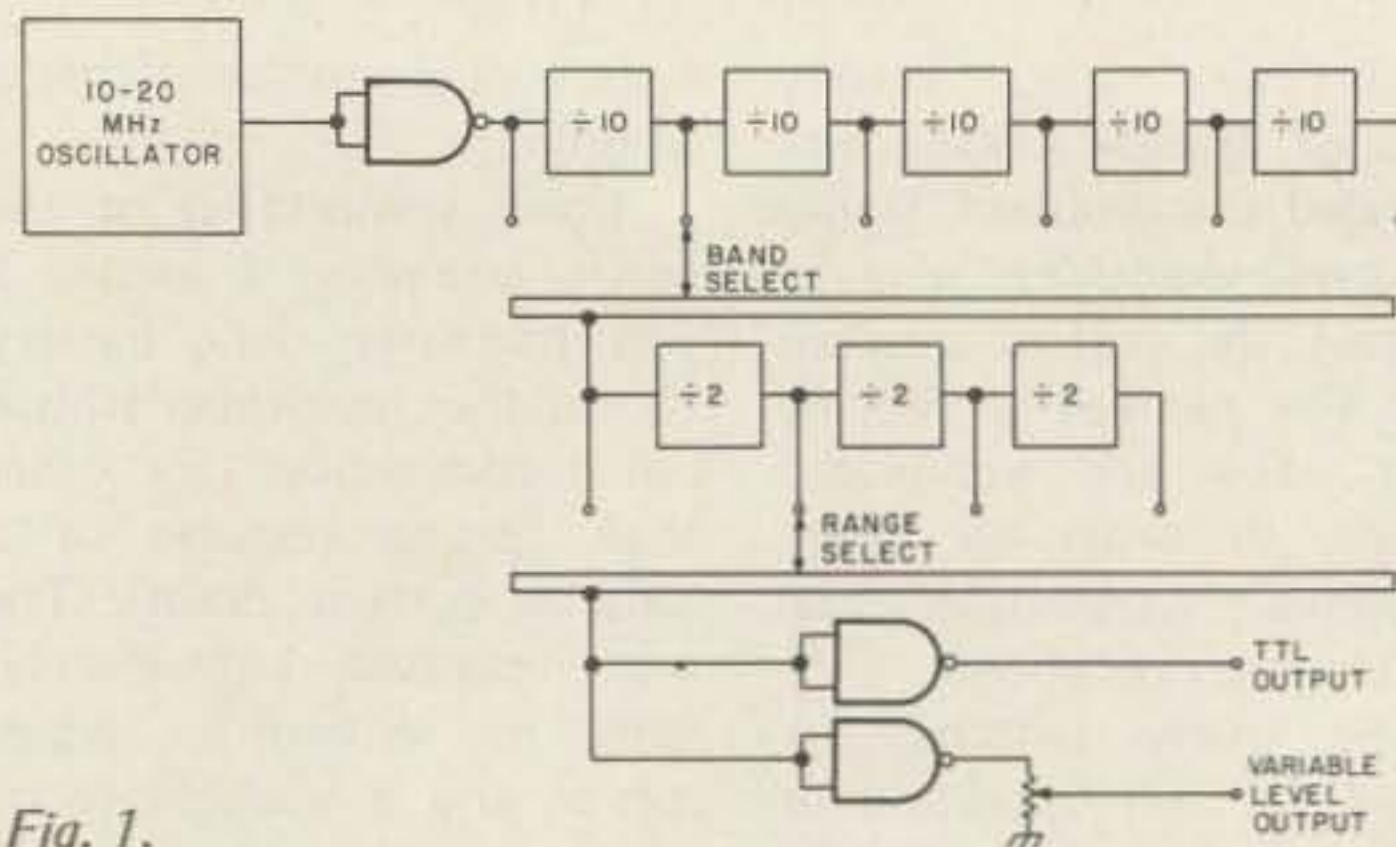 10-20
MHz
OSCILLATOR
÷10
÷10
÷10
÷10
÷10
BAND
SELECT
÷2
÷2
÷2
RANGE
SELECT
TTL
OUTPUT
VARIABLE
LEVEL
OUTPUT
Fig. 1.